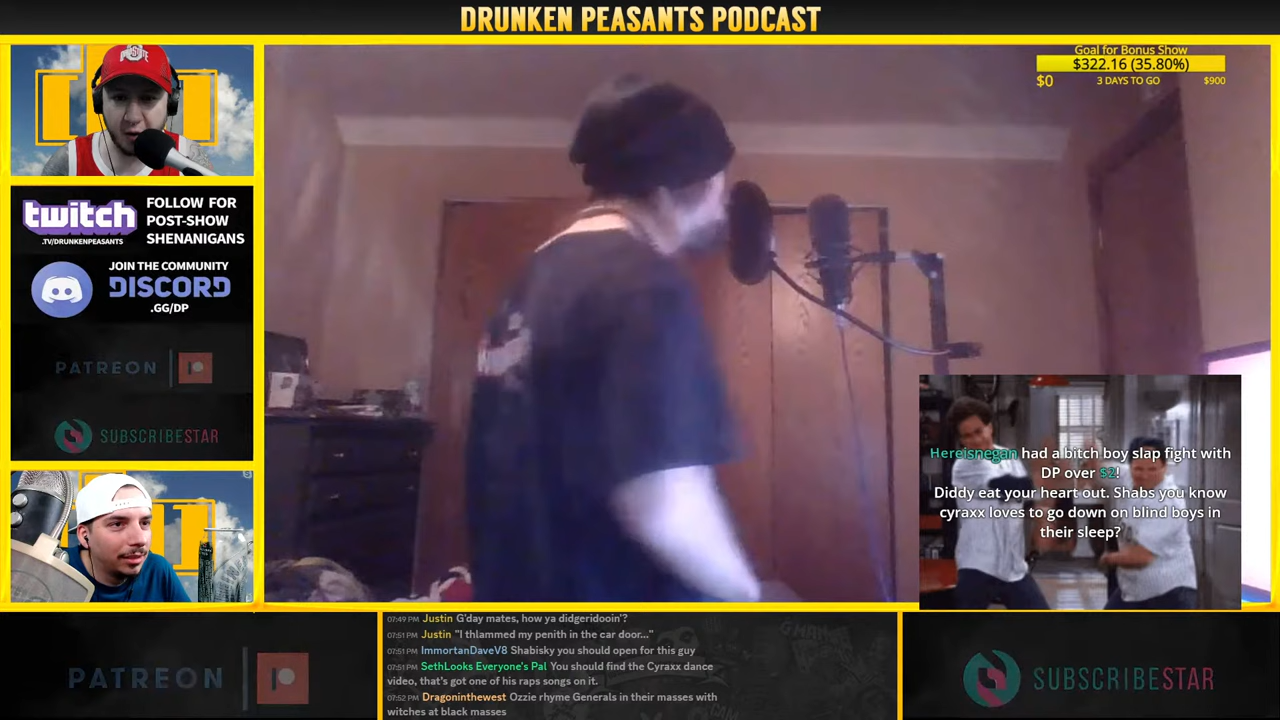 DRUNKEN PEASANTS PODCAST
Goal for Bonus Show
$322.16 (35.80%)
$0
3 DAYS TO GO
$900
twitch
.TV/DRUNKENPEASANTS
FOLLOW FOR
POST-SHOW
SHENANIGANS
JOIN THE COMMUNITY
DISCORD
.GG/DP
PATREON
SUBSCRIBESTAR
Hereisnegan had a bitch boy slap fight with
DP over $2!
Diddy eat your heart out. Shabs you know
cyraxx loves to go down on blind boys in
their sleep?
07:49 PM Justin G'day mates, how ya didgeridooin'?
07:51 PM Justin "I thlammed my penith in the car door..."
07:51 PM ImmortanDaveV8 Shabisky you should open for this guy
07:51 PM SethLooks Everyone's Pal You should find the Cyraxx dance
video, that's got one of his raps songs on it.
07:52 PM Dragoninthewest Ozzie rhyme Generals in their masses with
witches at black masses
PATREON
SUBSCRIBESTAR